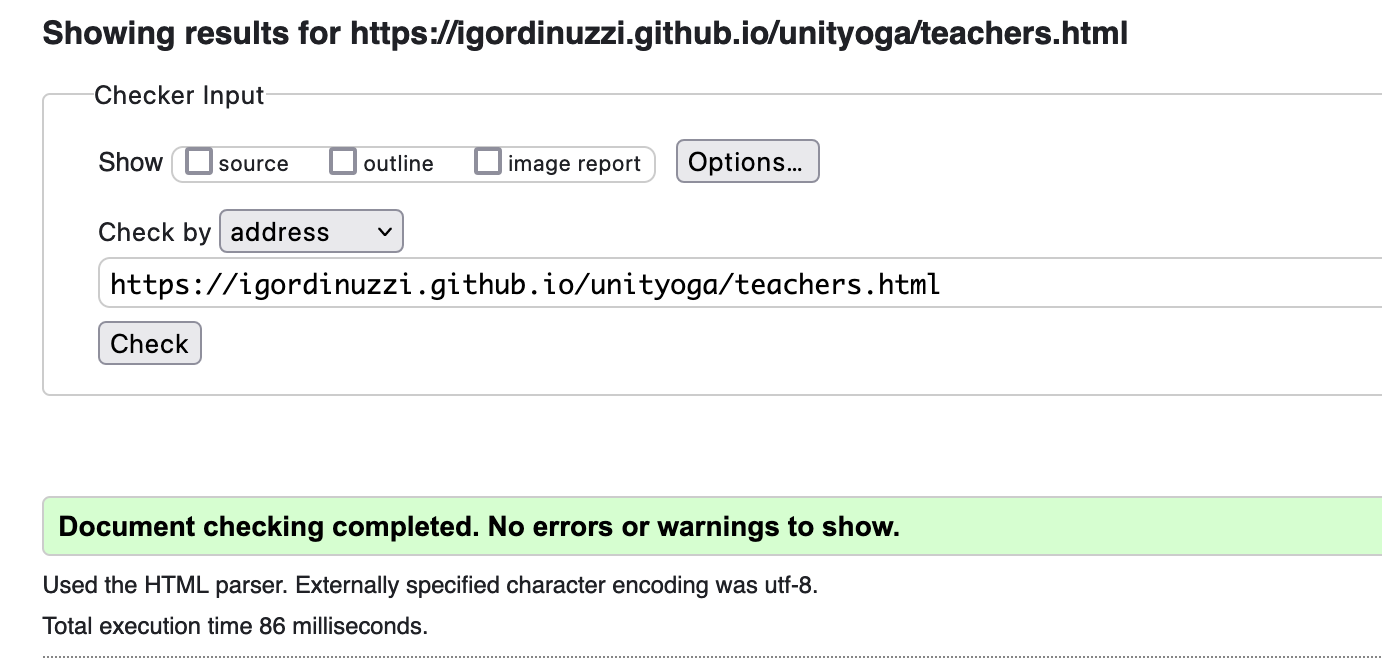 Showing results for https://igordinuzzi.github.io/unityoga/teachers.html
Checker Input
Show source outline image report Options...
Check by address
https://igordinuzzi.github.io/unityoga/teachers.html
Check
Document checking completed. No errors or warnings to show.
Used the HTML parser. Externally specified character encoding was utf-8.
Total execution time 86 milliseconds.